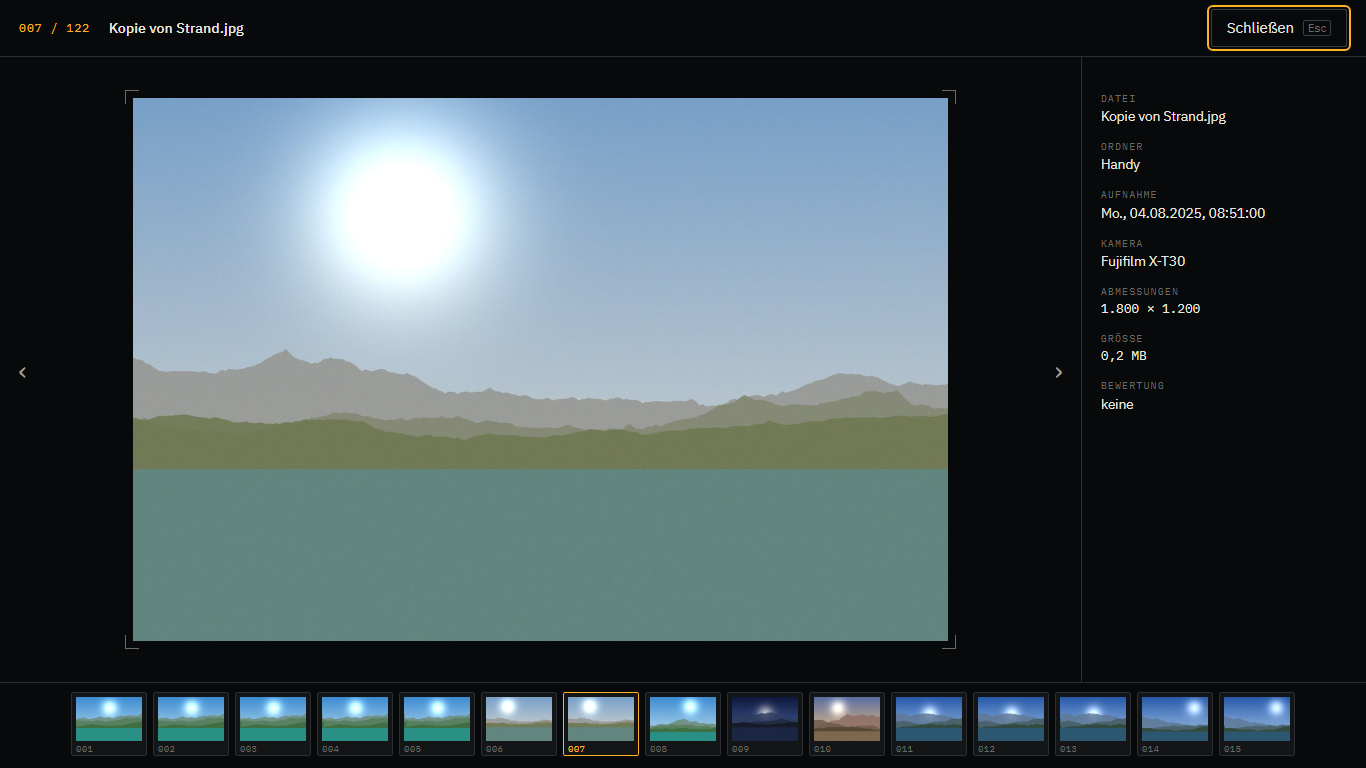 007 / 122 Kopie von Strand.jpg
Schließen Esc
DATEI
Kopie von Strand.jpg
ORDNER
Handy
AUFNAHME
Mo., 04.08.2025, 08:51:00
KAMERA
Fujifilm X-T30
ABMESSUNGEN
1.800 × 1.200
GRÖSSE
0,2 MB
BEWERTUNG
keine
‹
›
001 002 003 004 005 006 007 008 009 010 011 012 013 014 015